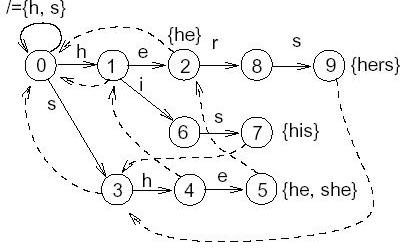 /={h, s}
{he}
h e r s
0 1 2 8 9 {hers}
i
s
6 s 7 {his}
3 h 4 e 5 {he, she}